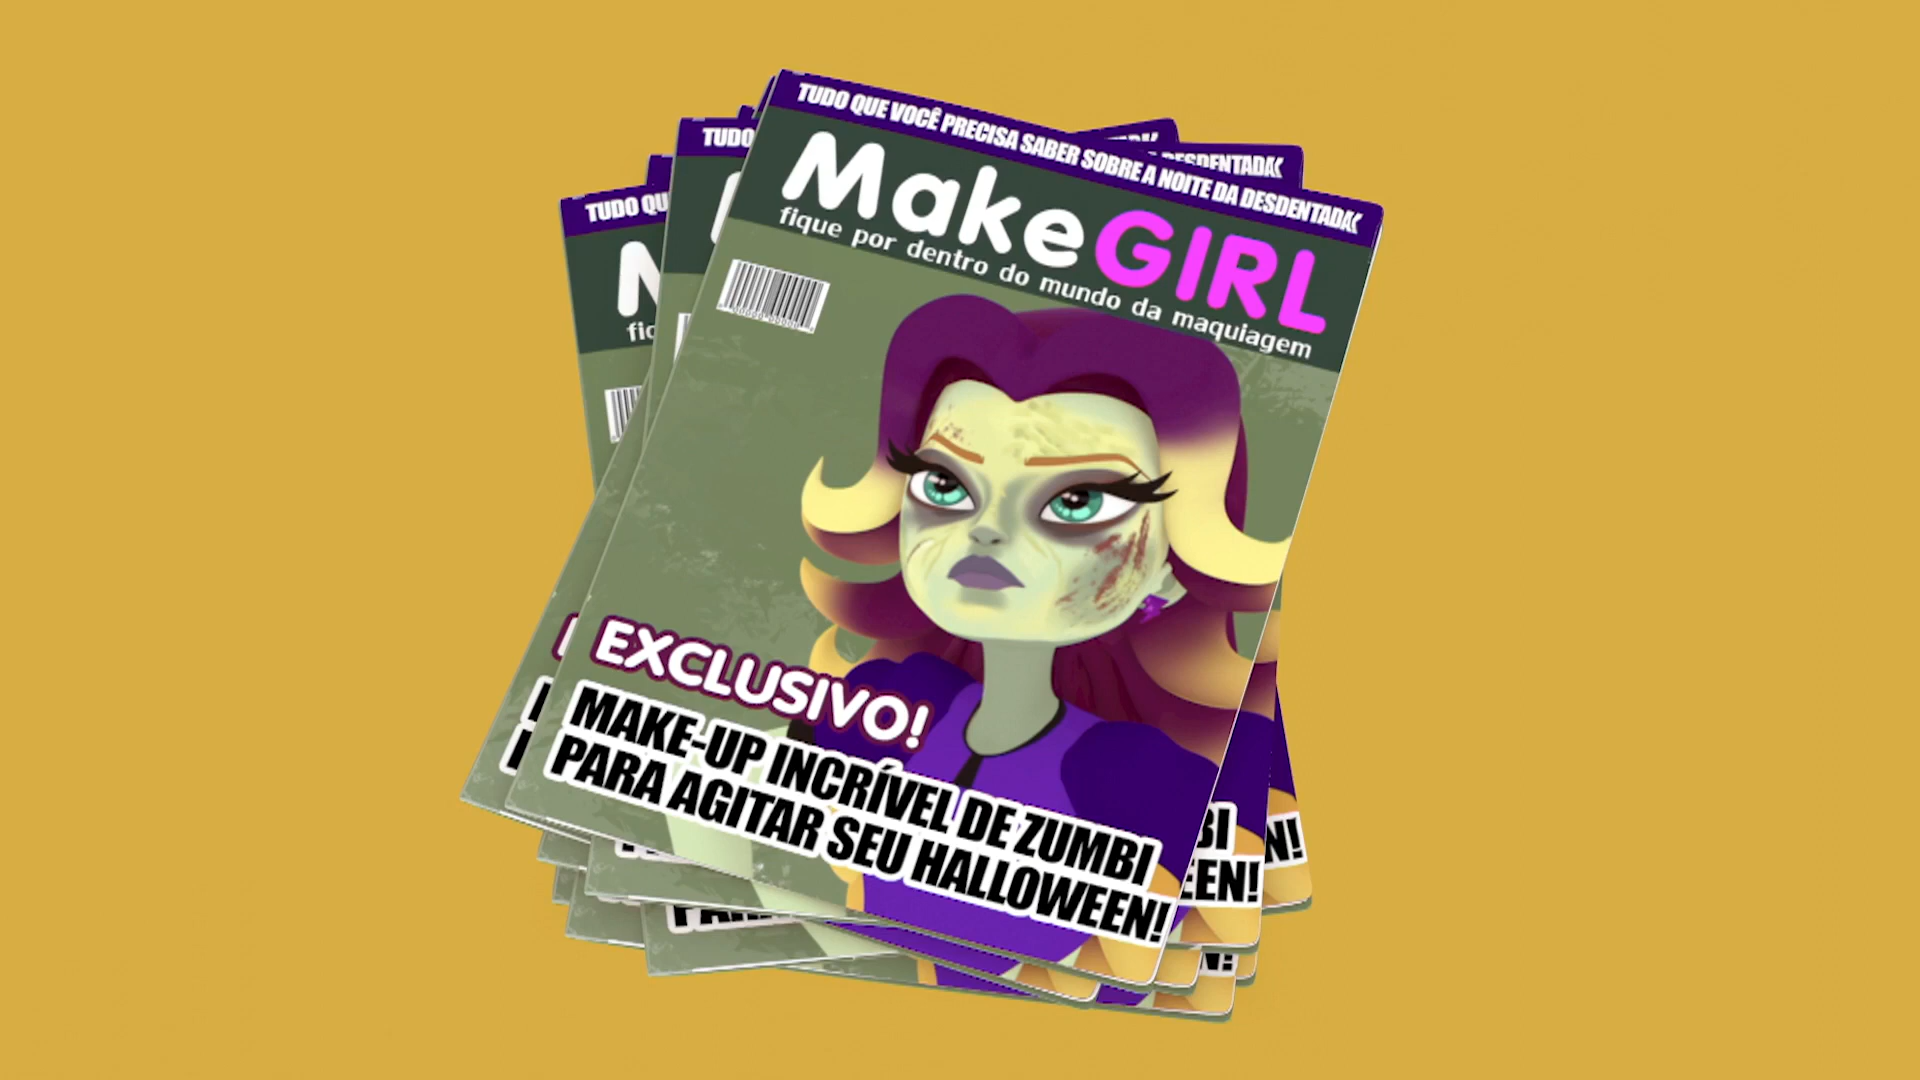 TUDO QUE VOCÊ PRECISA SABER SOBRE A NOITE DA DESDENTADA
MakeGIRL
fique por dentro do mundo da maquiagem
EXCLUSIVO!
MAKE-UP INCRÍVEL DE ZUMBI
PARA AGITAR SEU HALLOWEEN!